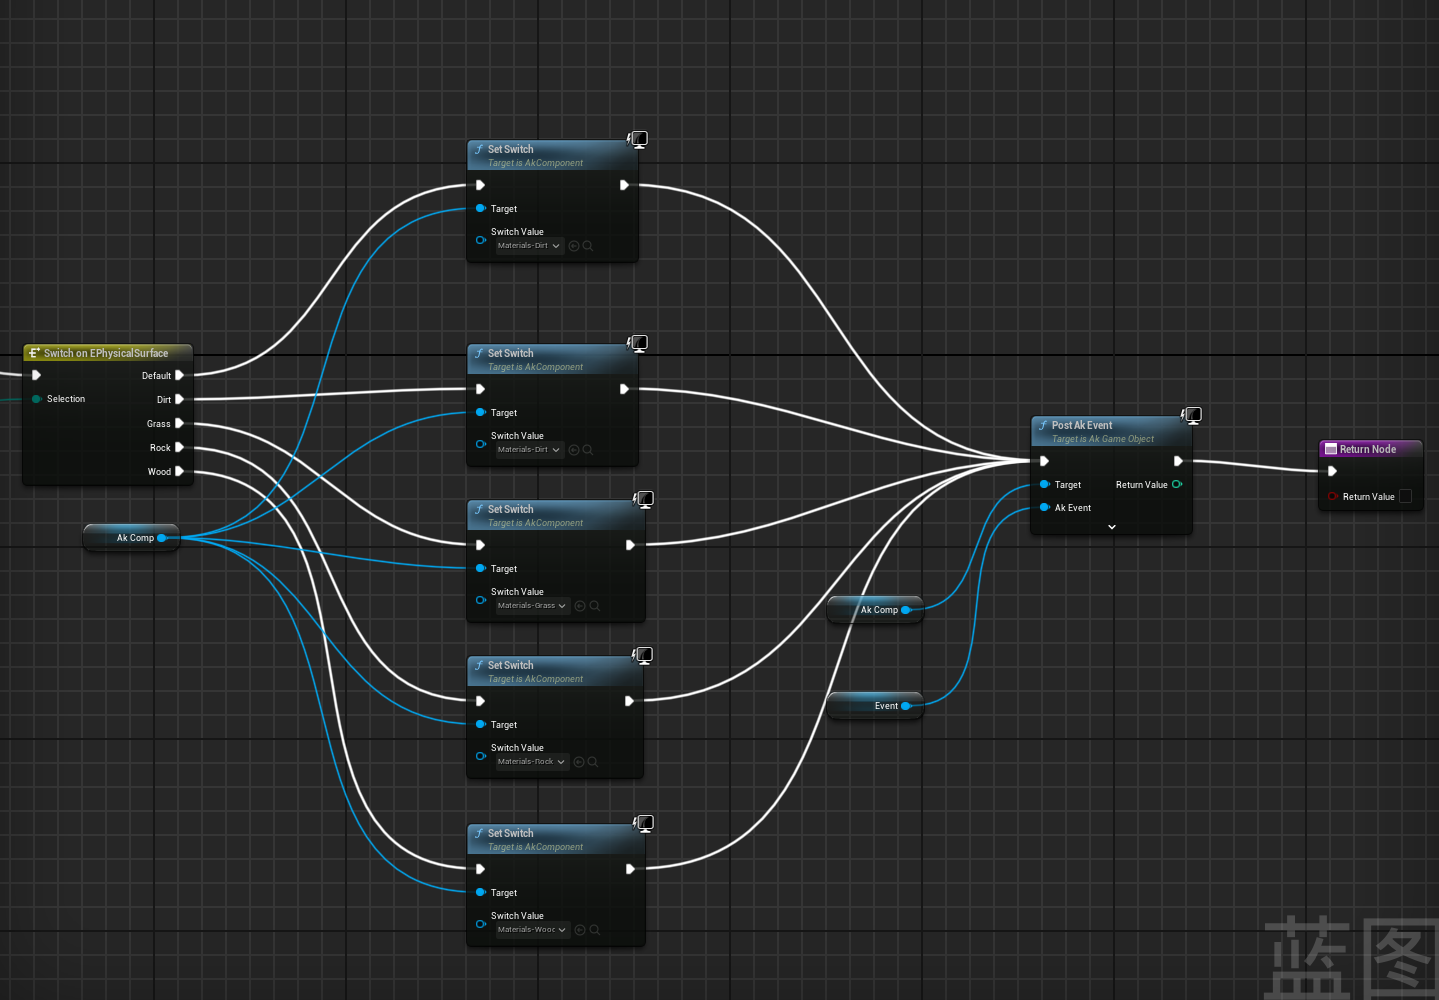 Set Switch
Target is AkComponent
Target
Switch Value
Materials-Dirt
Switch on EPhysicalSurface
Default
Selection
Dirt
Grass
Rock
Wood
Ak Comp
Set Switch
Target is AkComponent
Target
Switch Value
Materials-Dirt
Set Switch
Target is AkComponent
Target
Switch Value
Materials-Grass
Set Switch
Target is AkComponent
Target
Switch Value
Materials-Rock
Set Switch
Target is AkComponent
Target
Switch Value
Materials-Wood
Post Ak Event
Target is Ak Game Object
Target
Return Value
Ak Event
Ak Comp
Event
Return Node
Return Value
蓝图